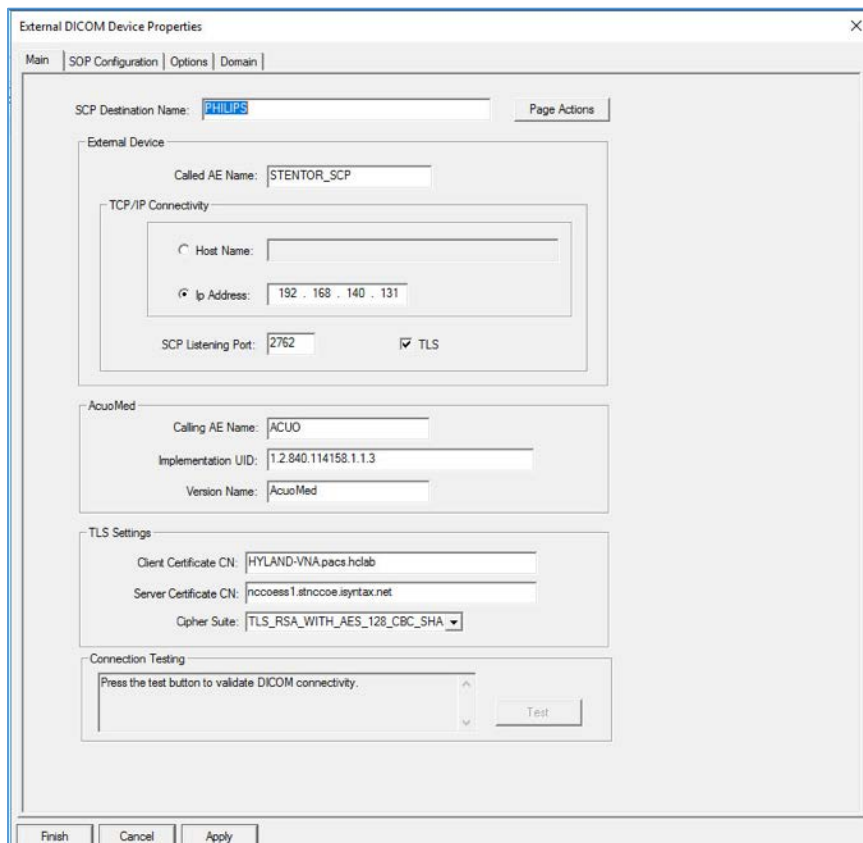 External DICOM Device Properties
Main SOP Configuration Options Domain
SCP Destination Name: PHILIPS Page Actions
External Device
Called AE Name: STENTOR_SCP
TCP/IP Connectivity
Host Name:
Ip Address: 192 . 168 . 140 . 131
SCP Listening Port: 2762 TLS
AcuoMed
Calling AE Name: ACUO
Implementation UID: 1.2.840.114158.1.1.3
Version Name: AcuoMed
TLS Settings
Client Certificate CN: HYLAND-VNA.pacs.hclab
Server Certificate CN: nccoess1.stnccoe.isyntax.net
Cipher Suite: TLS_RSA_WITH_AES_128_CBC_SHA
Connection Testing
Press the test button to validate DICOM connectivity.
Test
Finish Cancel Apply